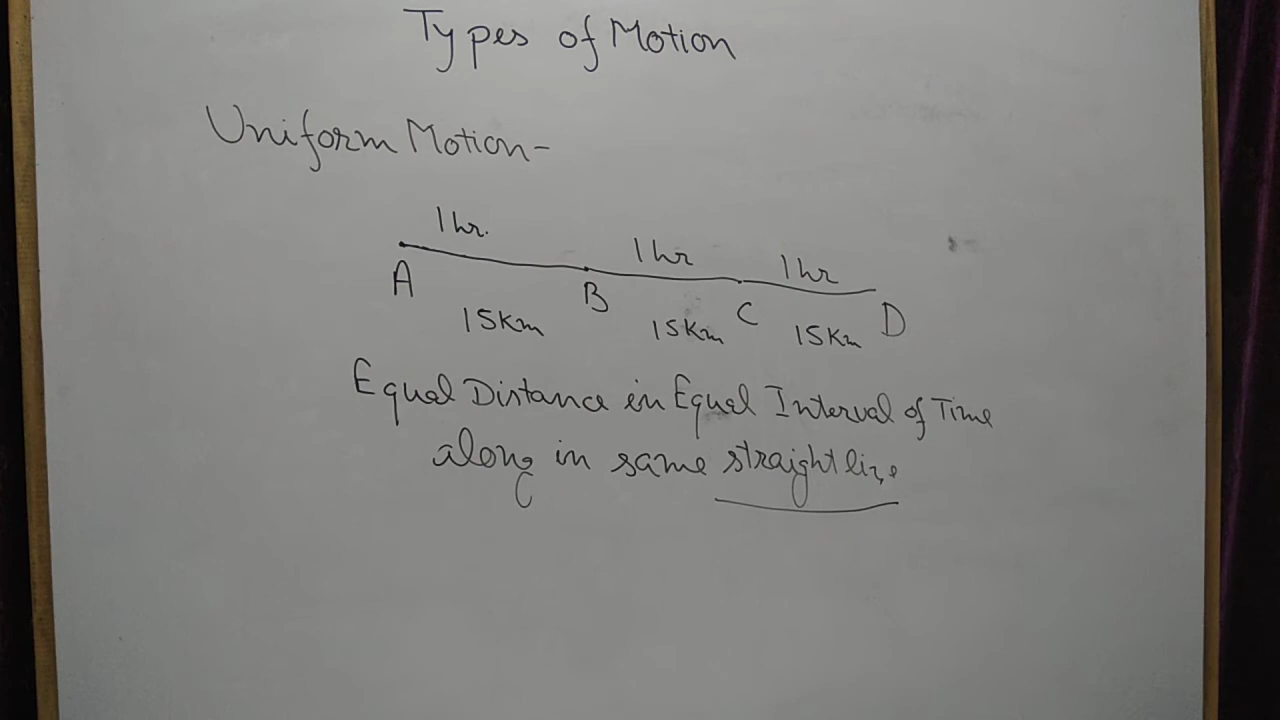 Types of Motion
Uniform Motion-
1hr. 1hr 1hr
A B C D
15Km 15Km 15Km
Equal Distance in Equal Interval of Time
along in same straight line